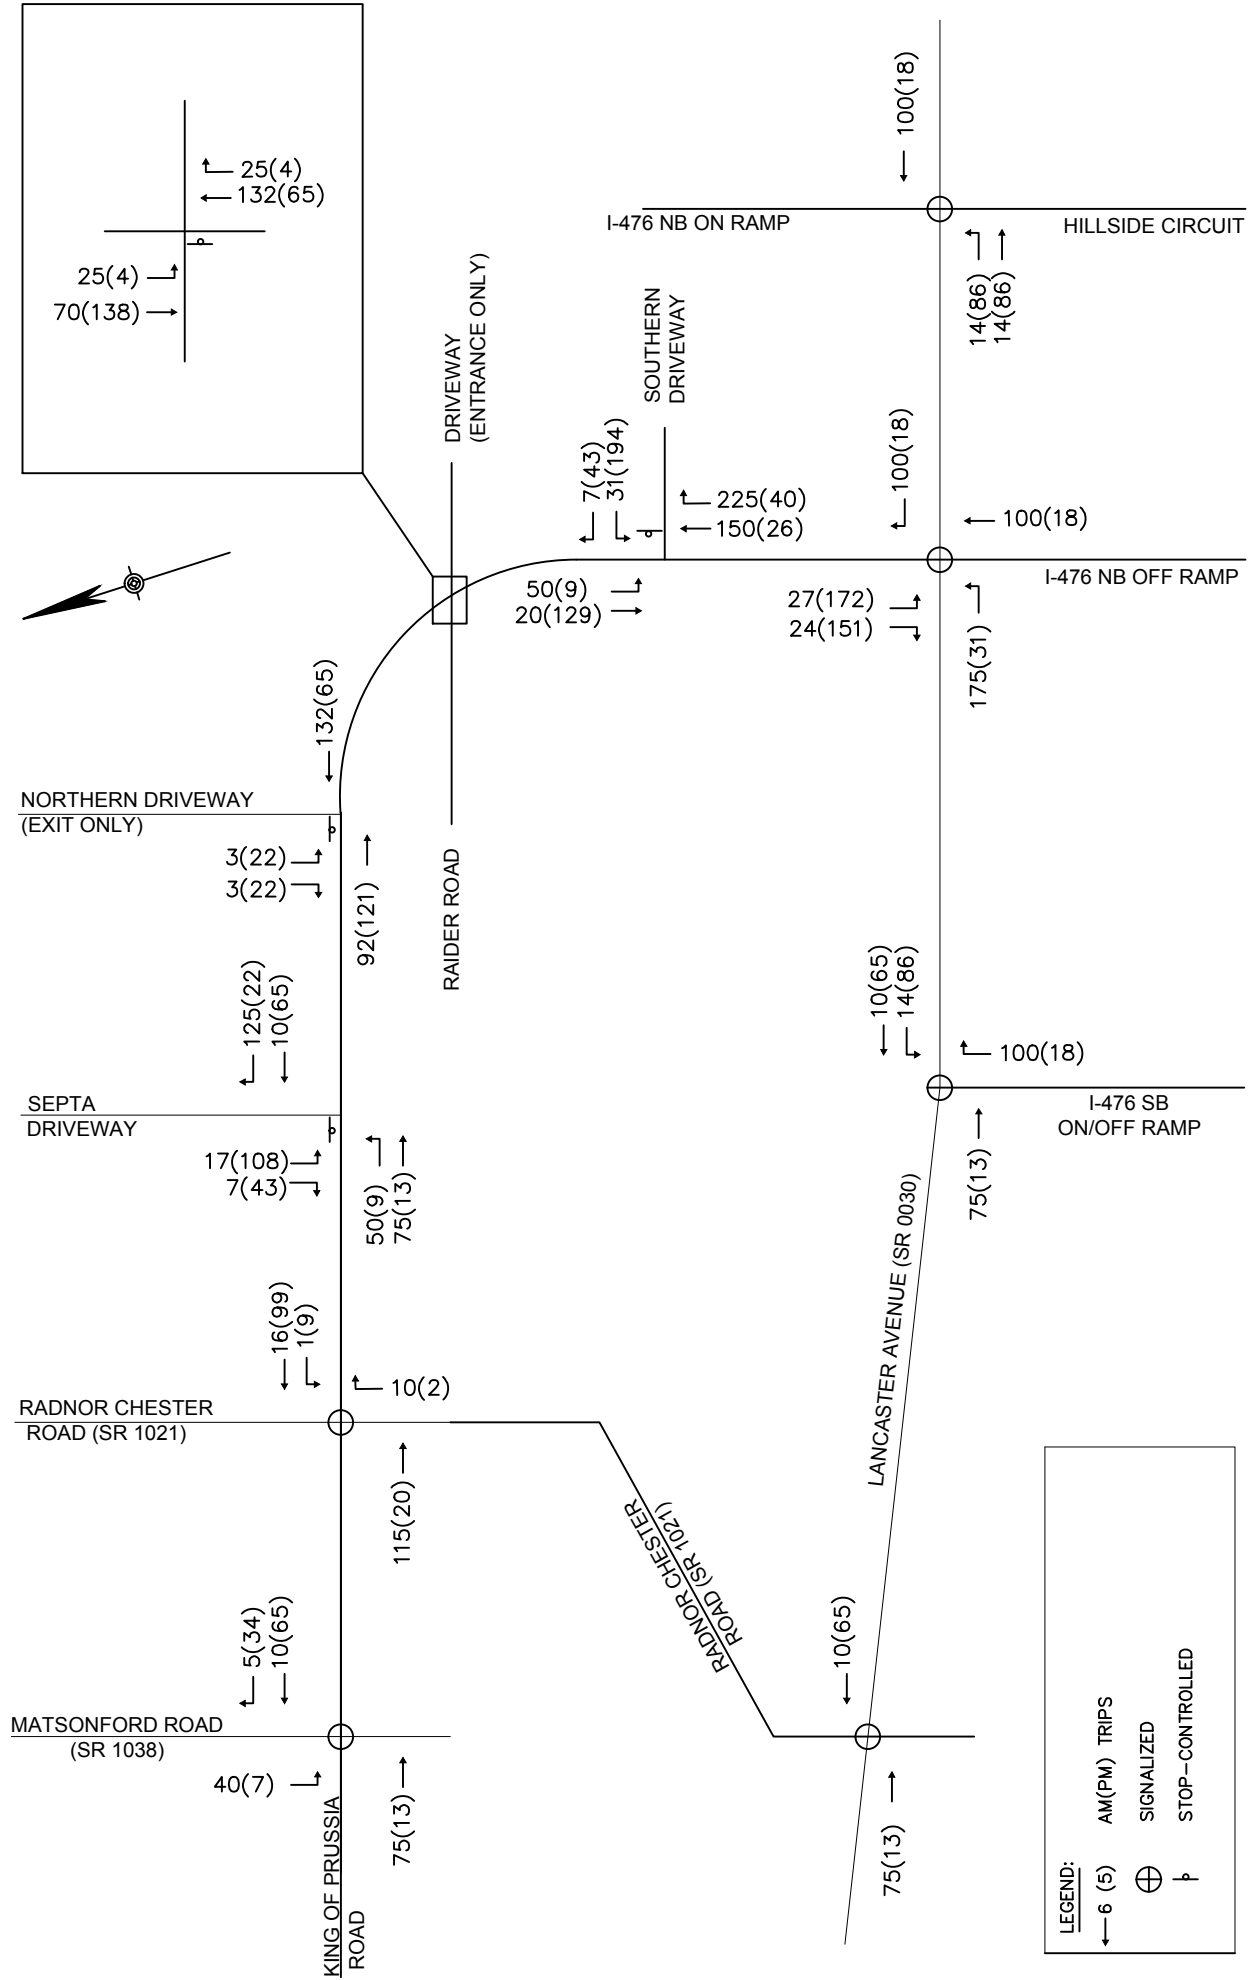 100(18)
25(4)
132(65)
25(4)
70(138)
I-476 NB ON RAMP
HILLSIDE CIRCUIT
14(86)
14(86)
DRIVEWAY
(ENTRANCE ONLY)
SOUTHERN
DRIVEWAY
7(43)
31(194)
225(40)
150(26)
100(18)
100(18)
50(9)
20(129)
27(172)
24(151)
I-476 NB OFF RAMP
175(31)
132(65)
NORTHERN DRIVEWAY
(EXIT ONLY)
3(22)
3(22)
92(121)
RAIDER ROAD
125(22)
10(65)
10(65)
14(86)
100(18)
SEPTA
DRIVEWAY
17(108)
7(43)
50(9)
75(13)
I-476 SB
ON/OFF RAMP
75(13)
LANCASTER AVENUE (SR 0030)
16(99)
1(9)
10(2)
RADNOR CHESTER
ROAD (SR 1021)
115(20)
RADNOR CHESTER
ROAD (SR 1021)
5(34)
10(65)
10(65)
MATSONFORD ROAD
(SR 1038)
40(7)
75(13)
75(13)
KING OF PRUSSIA
ROAD
LEGEND:
6 (5) AM(PM) TRIPS
SIGNALIZED
STOP-CONTROLLED